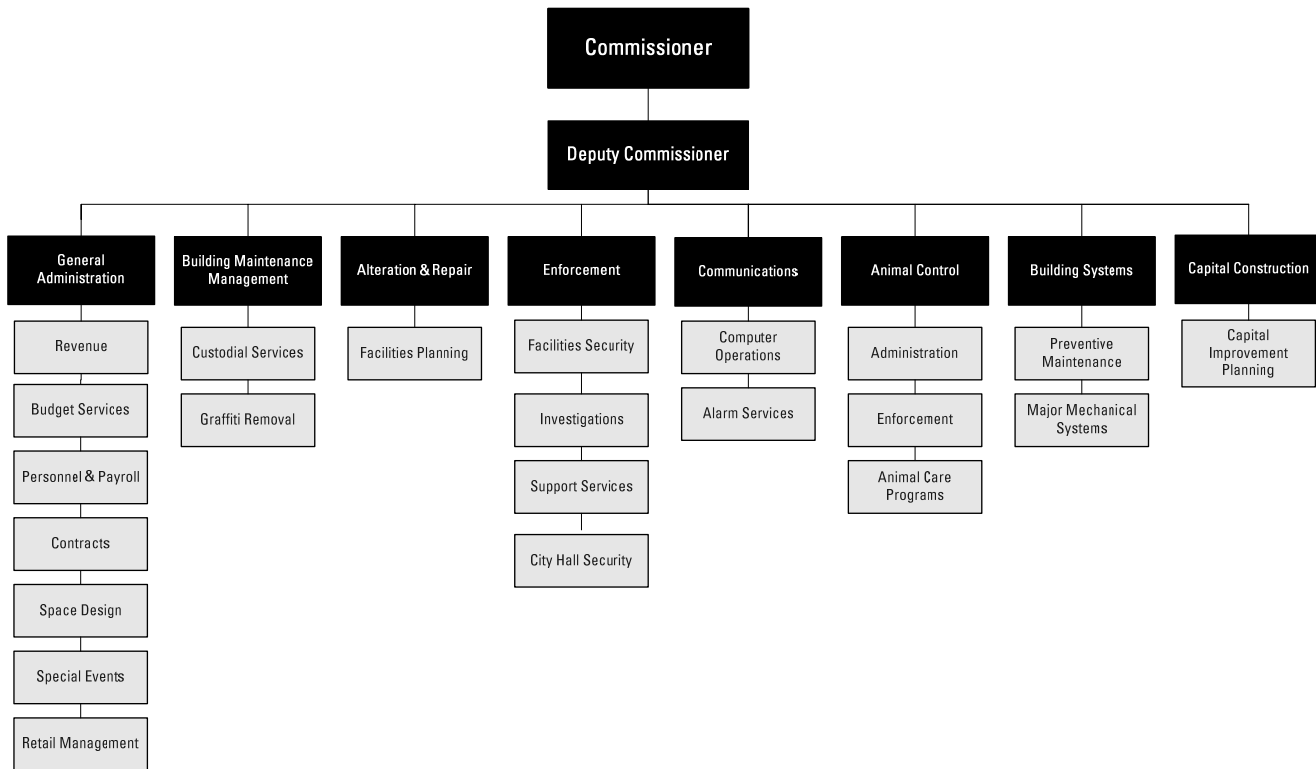 Commissioner
Deputy Commissioner
General
Administration
Building Maintenance
Management
Alteration & Repair
Enforcement
Communications
Animal Control
Building Systems
Capital Construction
Revenue
Budget Services
Personnel & Payroll
Contracts
Space Design
Special Events
Retail Management
Custodial Services
Graffiti Removal
Facilities Planning
Facilities Security
Investigations
Support Services
City Hall Security
Computer
Operations
Alarm Services
Administration
Enforcement
Animal Care
Programs
Preventive
Maintenance
Major Mechanical
Systems
Capital
Improvement
Planning